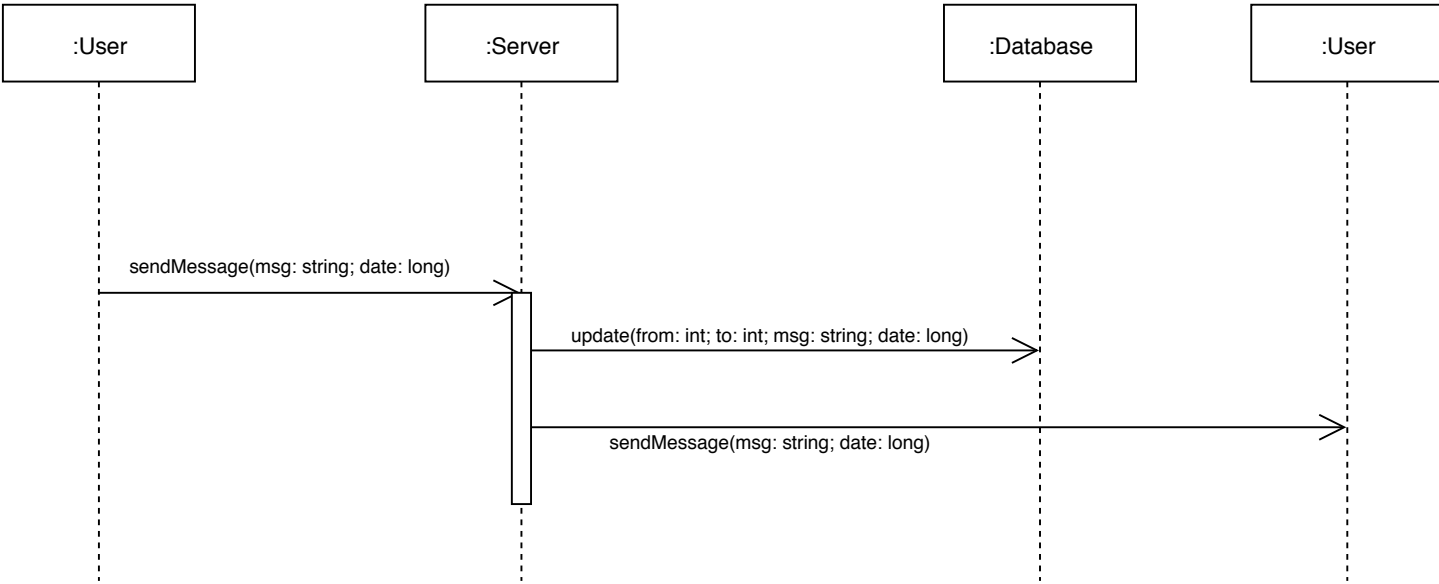 :User
:Server
:Database
:User
sendMessage(msg: string; date: long)
update(from: int; to: int; msg: string; date: long)
sendMessage(msg: string; date: long)